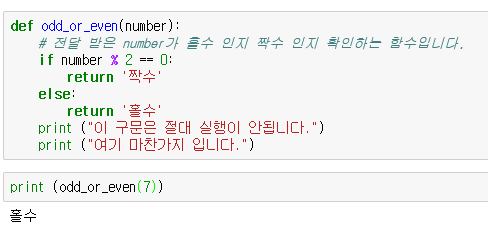 def odd_or_even(number):
    # 전달 받은 number가 홀수 인지 짝수 인지 확인하는 함수입니다.
    if number % 2 == 0:
        return '짝수'
    else:
        return '홀수'
    print ("이 구문은 절대 실행이 안됩니다.")
    print ("여기 마찬가지 입니다.")
print (odd_or_even(7))
홀수